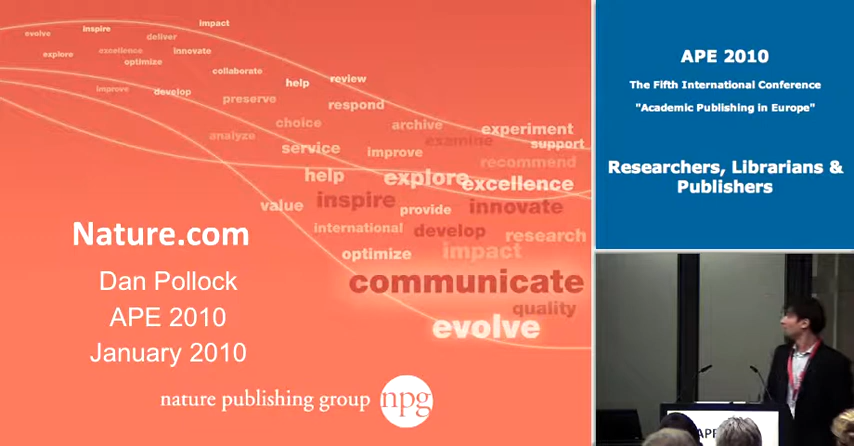 impact
evolve
inspire
deliver
explore
excellence
innovate
optimize
collaborate
improve
develop
help
review
preserve
respond
choice
archive
experiment
analyze
examine
support
service
improve
recommend
help
explore
excellence
value
inspire
provide
innovate
international
develop
research
optimize
impact
communicate
quality
evolve
Nature.com
Dan Pollock
APE 2010
January 2010
nature publishing group npg
APE 2010
The Fifth International Conference
"Academic Publishing in Europe"
Researchers, Librarians &
Publishers
APE